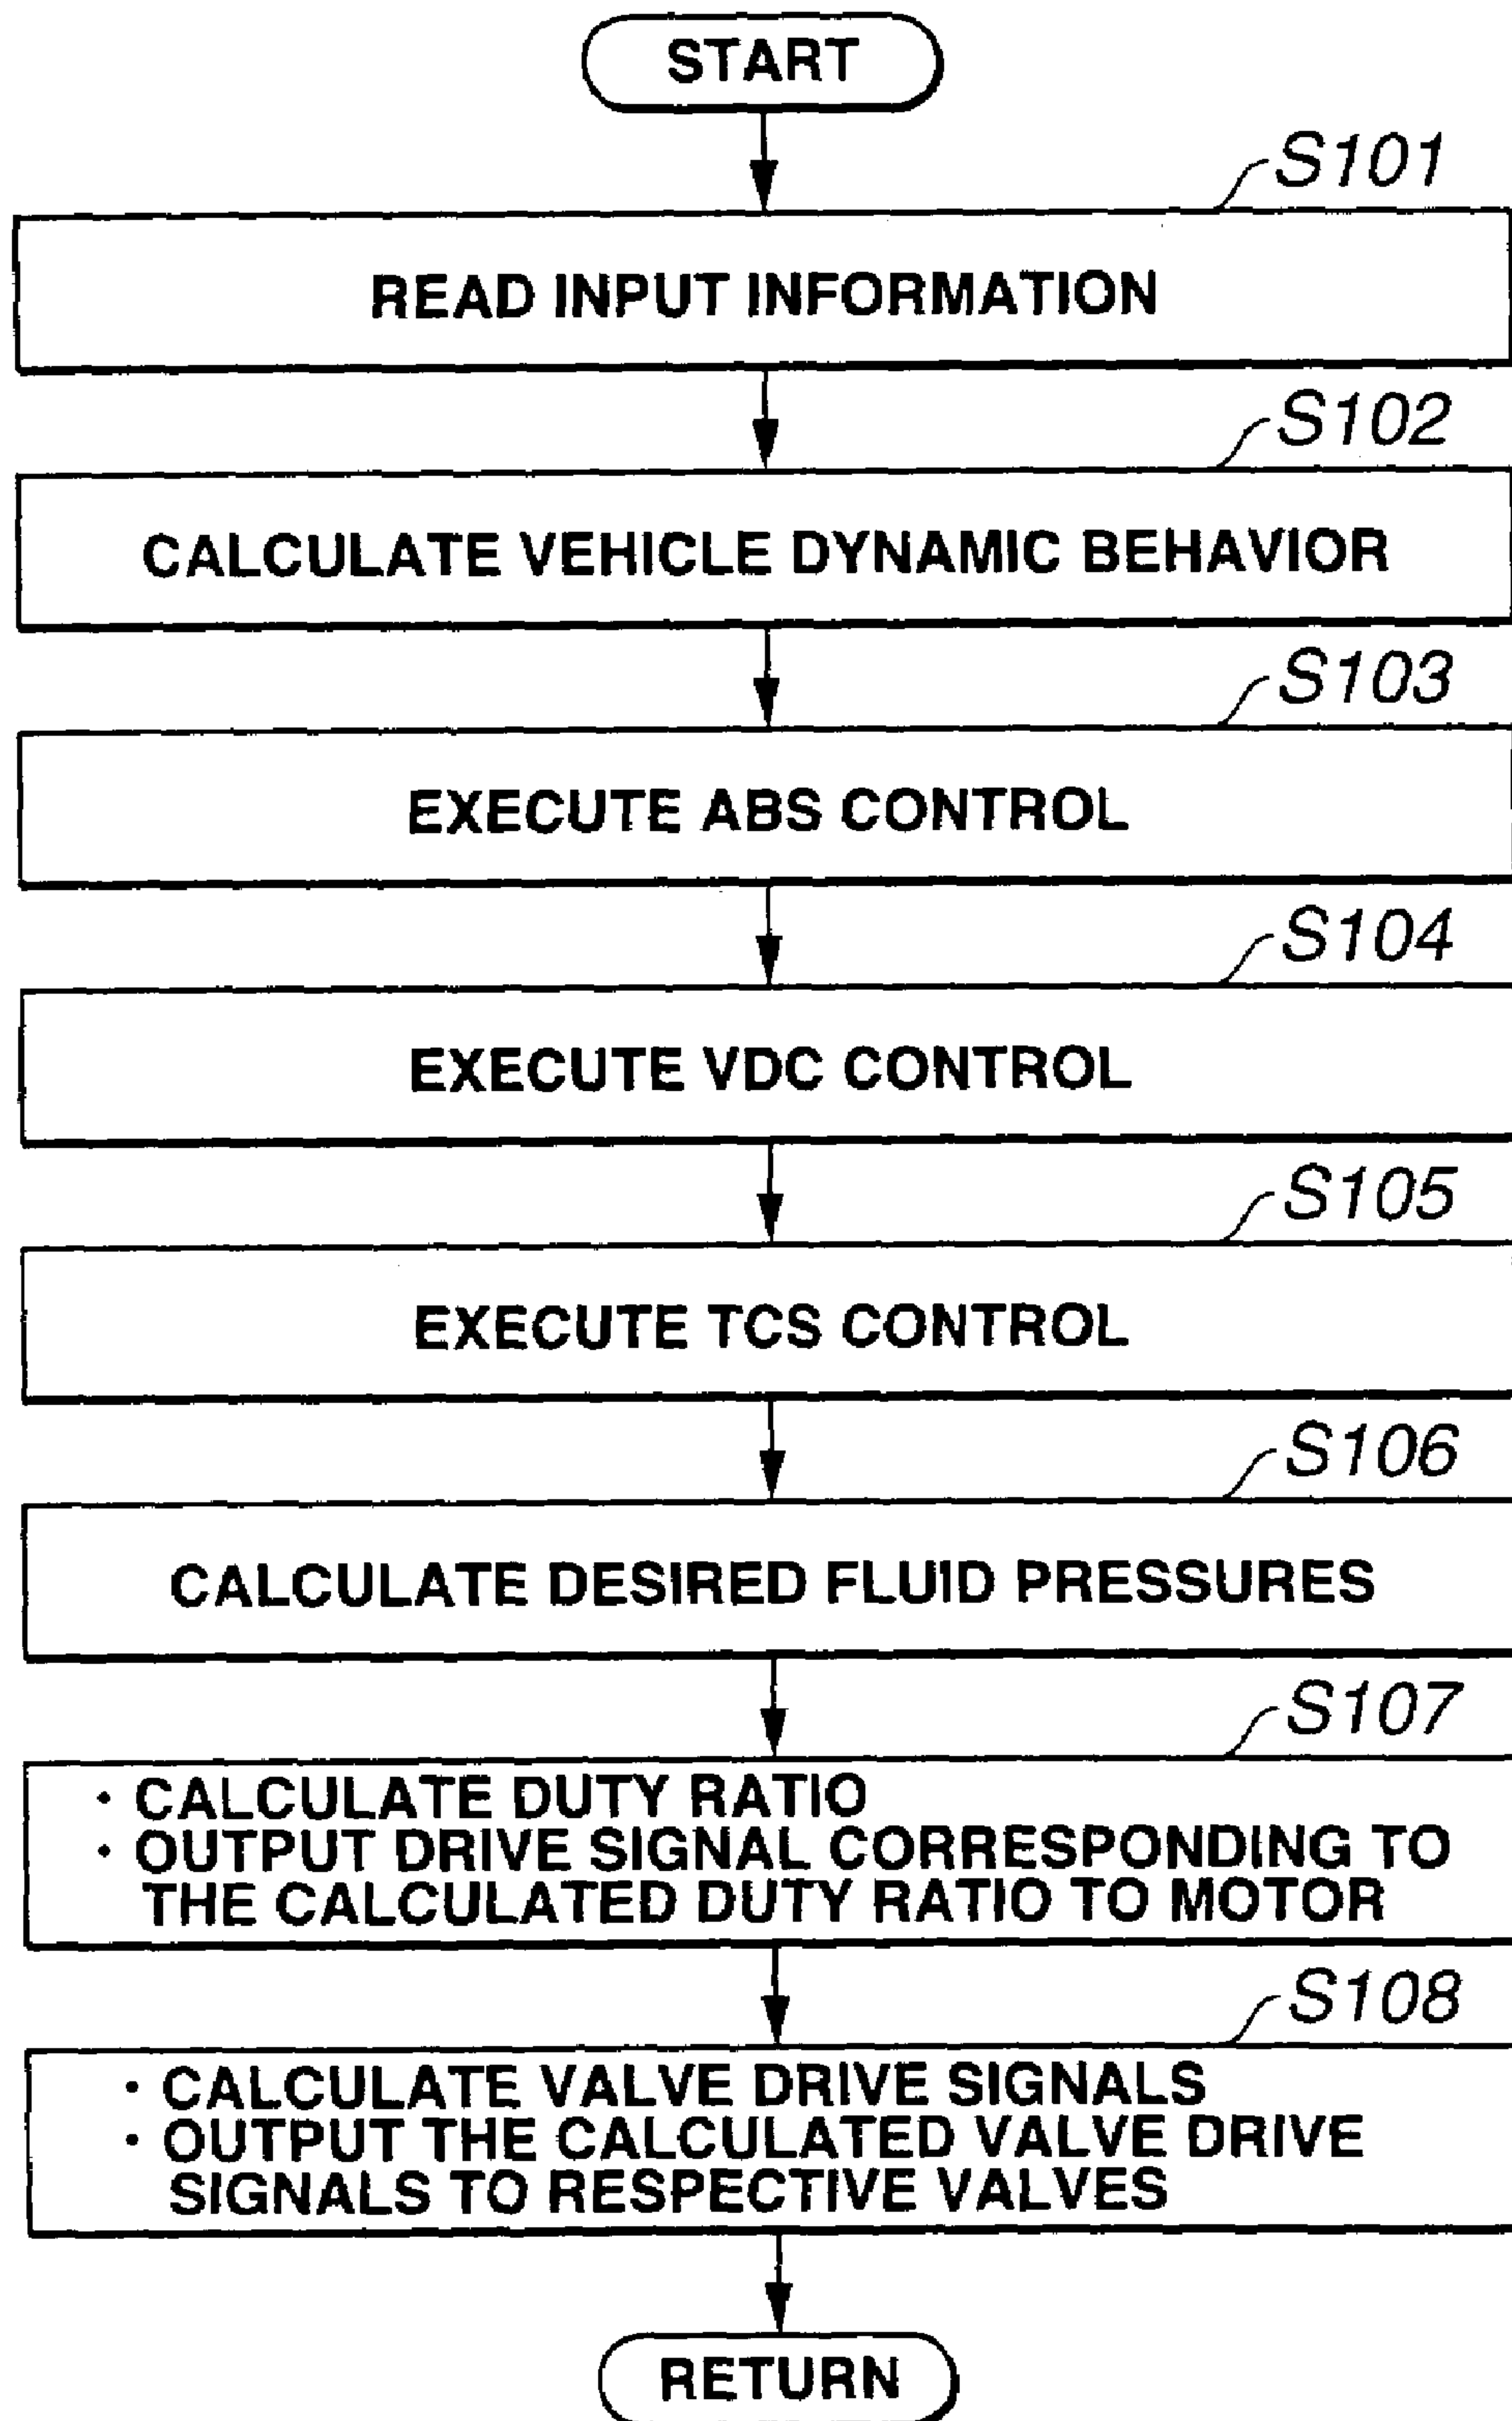 START
S101
READ INPUT INFORMATION
S102
CALCULATE VEHICLE DYNAMIC BEHAVIOR
S103
EXECUTE ABS CONTROL
S104
EXECUTE VDC CONTROL
S105
EXECUTE TCS CONTROL
S106
CALCULATE DESIRED FLUID PRESSURES
S107
· CALCULATE DUTY RATIO
· OUTPUT DRIVE SIGNAL CORRESPONDING TO
THE CALCULATED DUTY RATIO TO MOTOR
S108
· CALCULATE VALVE DRIVE SIGNALS
· OUTPUT THE CALCULATED VALVE DRIVE
SIGNALS TO RESPECTIVE VALVES
RETURN